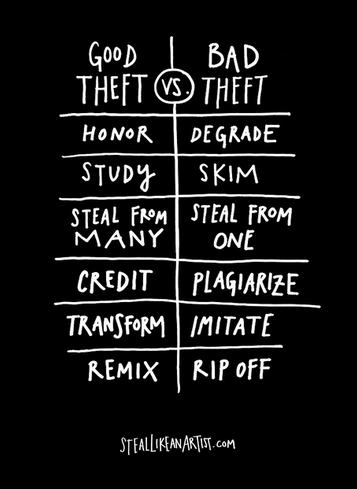 GOOD THEFT VS. BAD THEFT
HONOR DEGRADE
STUDY SKIM
STEAL FROM MANY STEAL FROM ONE
CREDIT PLAGIARIZE
TRANSFORM IMITATE
REMIX RIP OFF
STEALLIKEANARTIST.COM